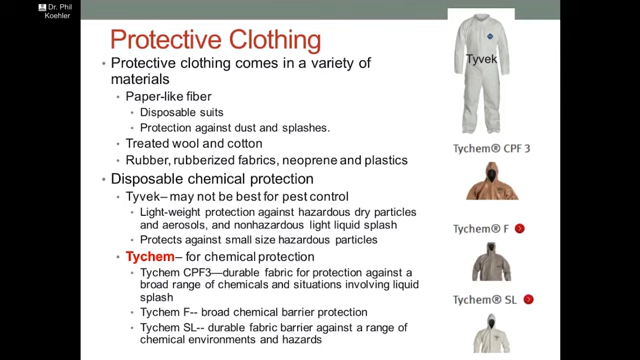 Dr. Phil
Koehler
Protective Clothing
• Protective clothing comes in a variety of
materials
• Paper-like fiber
• Disposable suits
• Protection against dust and splashes.
• Treated wool and cotton
• Rubber, rubberized fabrics, neoprene and plastics
• Disposable chemical protection
• Tyvek– may not be best for pest control
• Light-weight protection against hazardous dry particles
and aerosols, and nonhazardous light liquid splash
• Protects against small size hazardous particles
• Tychem– for chemical protection
• Tychem CPF3—durable fabric for protection against a
broad range of chemicals and situations involving liquid
splash
• Tychem F-- broad chemical barrier protection
• Tychem SL-- durable fabric barrier against a range of
chemical environments and hazards
Tyvek
Tychem® CPF 3
Tychem® F
Tychem® SL